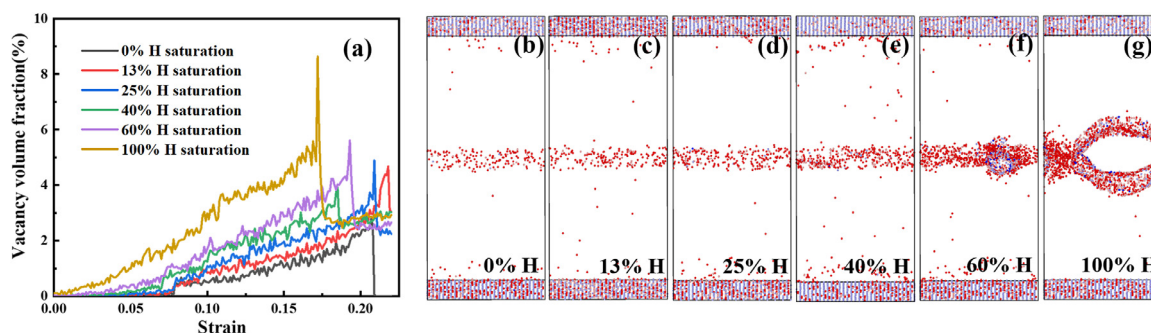 (a)
Vacancy volume fraction(%)
10
8
6
4
2
0
0% H saturation
13% H saturation
25% H saturation
40% H saturation
60% H saturation
100% H saturation
0.00 0.05 0.10 0.15 0.20
Strain
(b) (c) (d) (e) (f) (g)
0% H 13% H 25% H 40% H 60% H 100% H